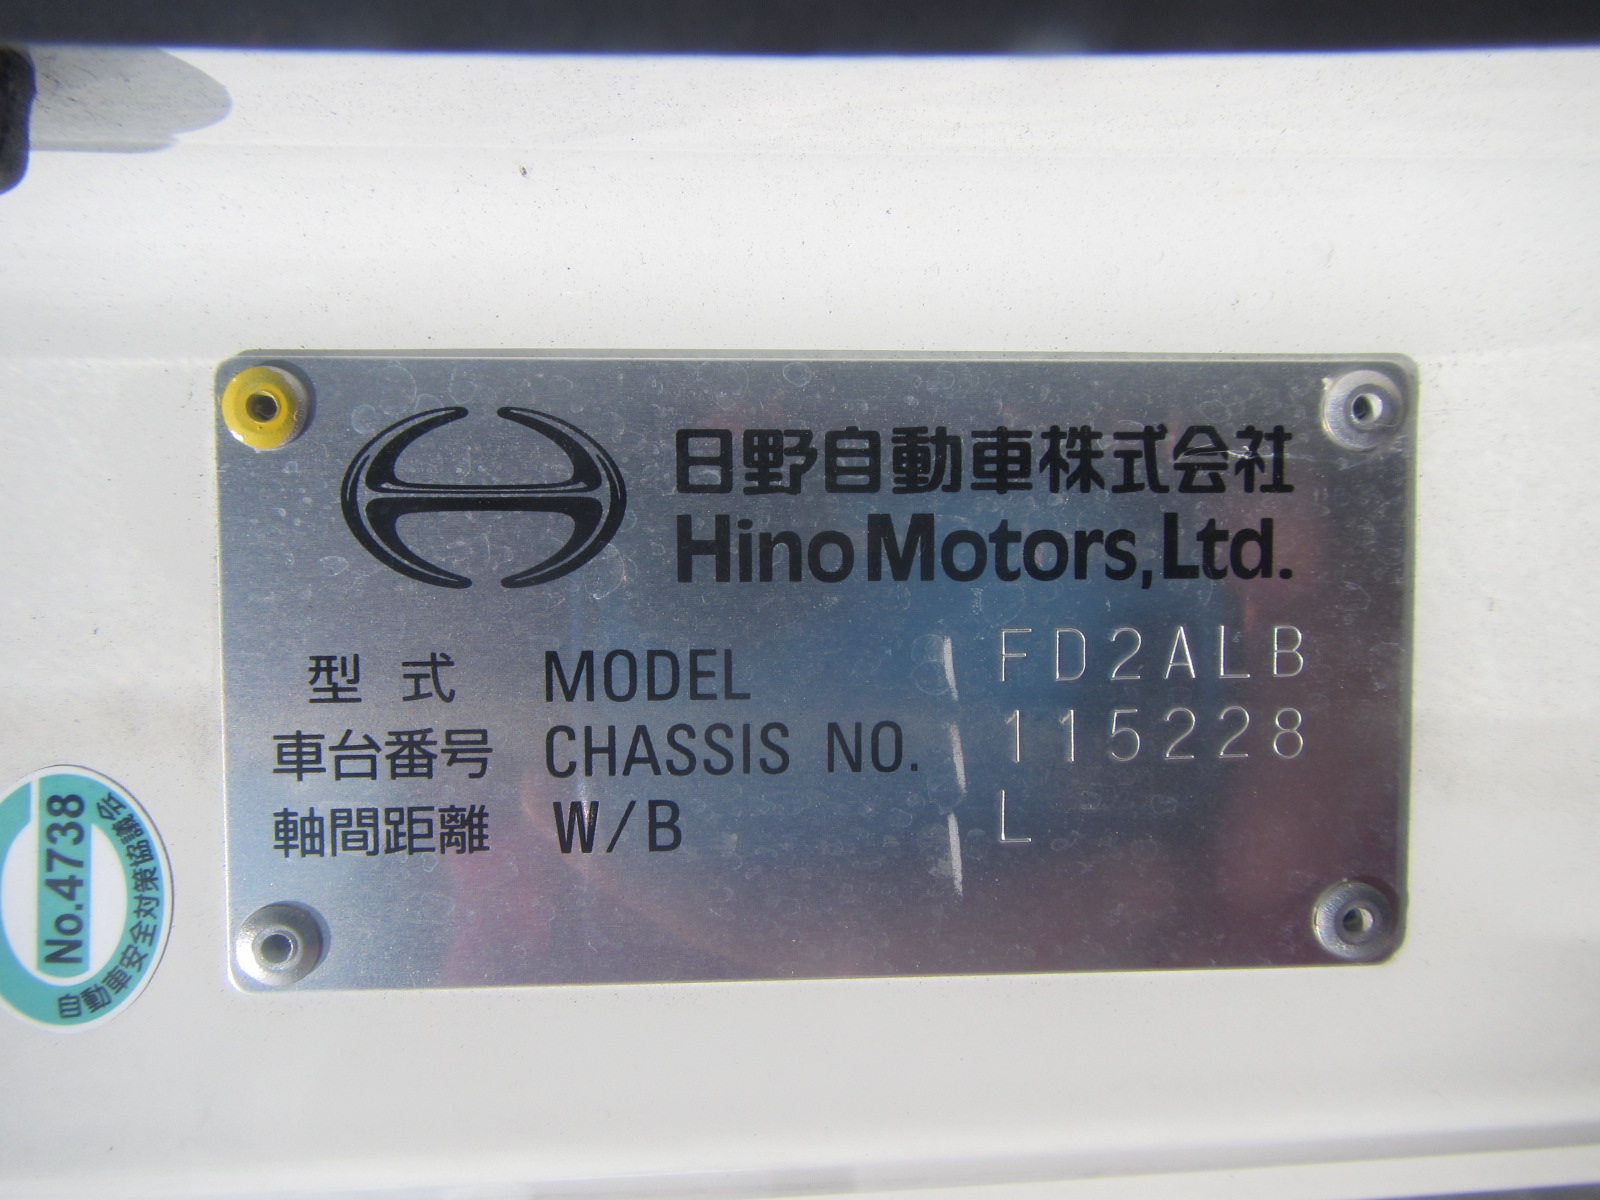 日野自動車株式会社
Hino Motors, Ltd.
型式 MODEL FD2ALB
車台番号 CHASSIS NO. 115228
軸間距離 W/B L
No.4738
自動車安全対策協議会